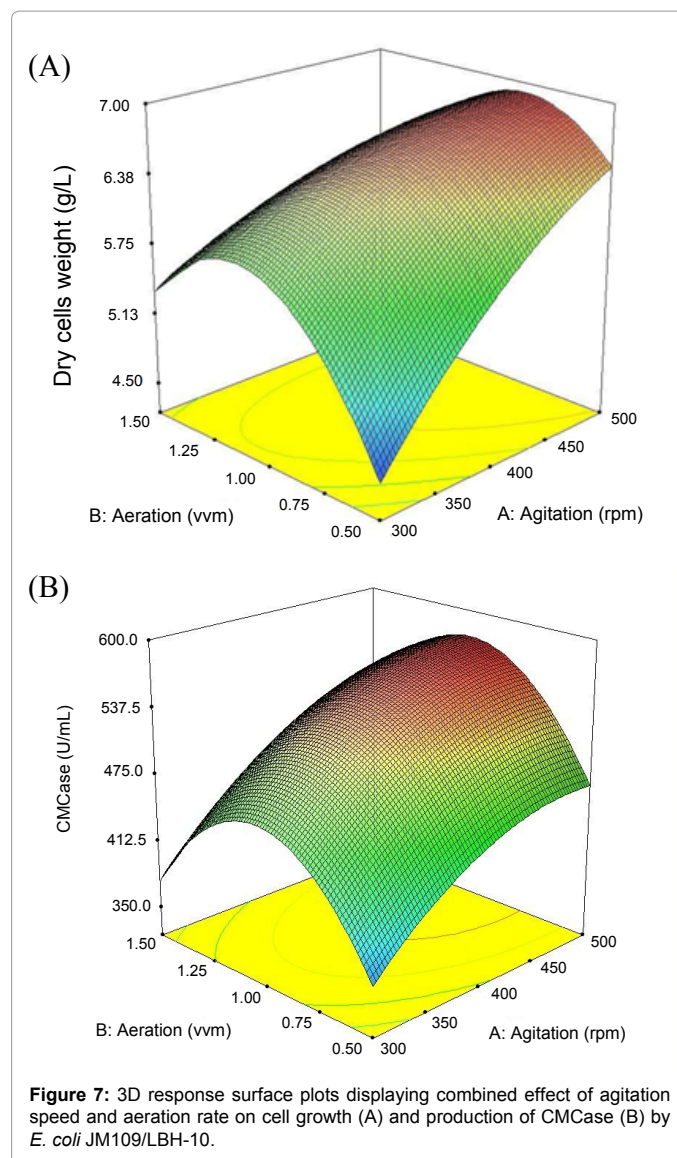 (A)
7.00
6.38
5.75
5.13
4.50
Dry cells weight (g/L)
1.50
1.25
1.00
0.75
0.50
B: Aeration (vvm)
300
350
400
450
500
A: Agitation (rpm)
(B)
600.0
537.5
475.0
412.5
350.0
CMCase (U/mL)
1.50
1.25
1.00
0.75
0.50
B: Aeration (vvm)
300
350
400
450
500
A: Agitation (rpm)
Figure 7: 3D response surface plots displaying combined effect of agitation
speed and aeration rate on cell growth (A) and production of CMCase (B) by
E. coli JM109/LBH-10.